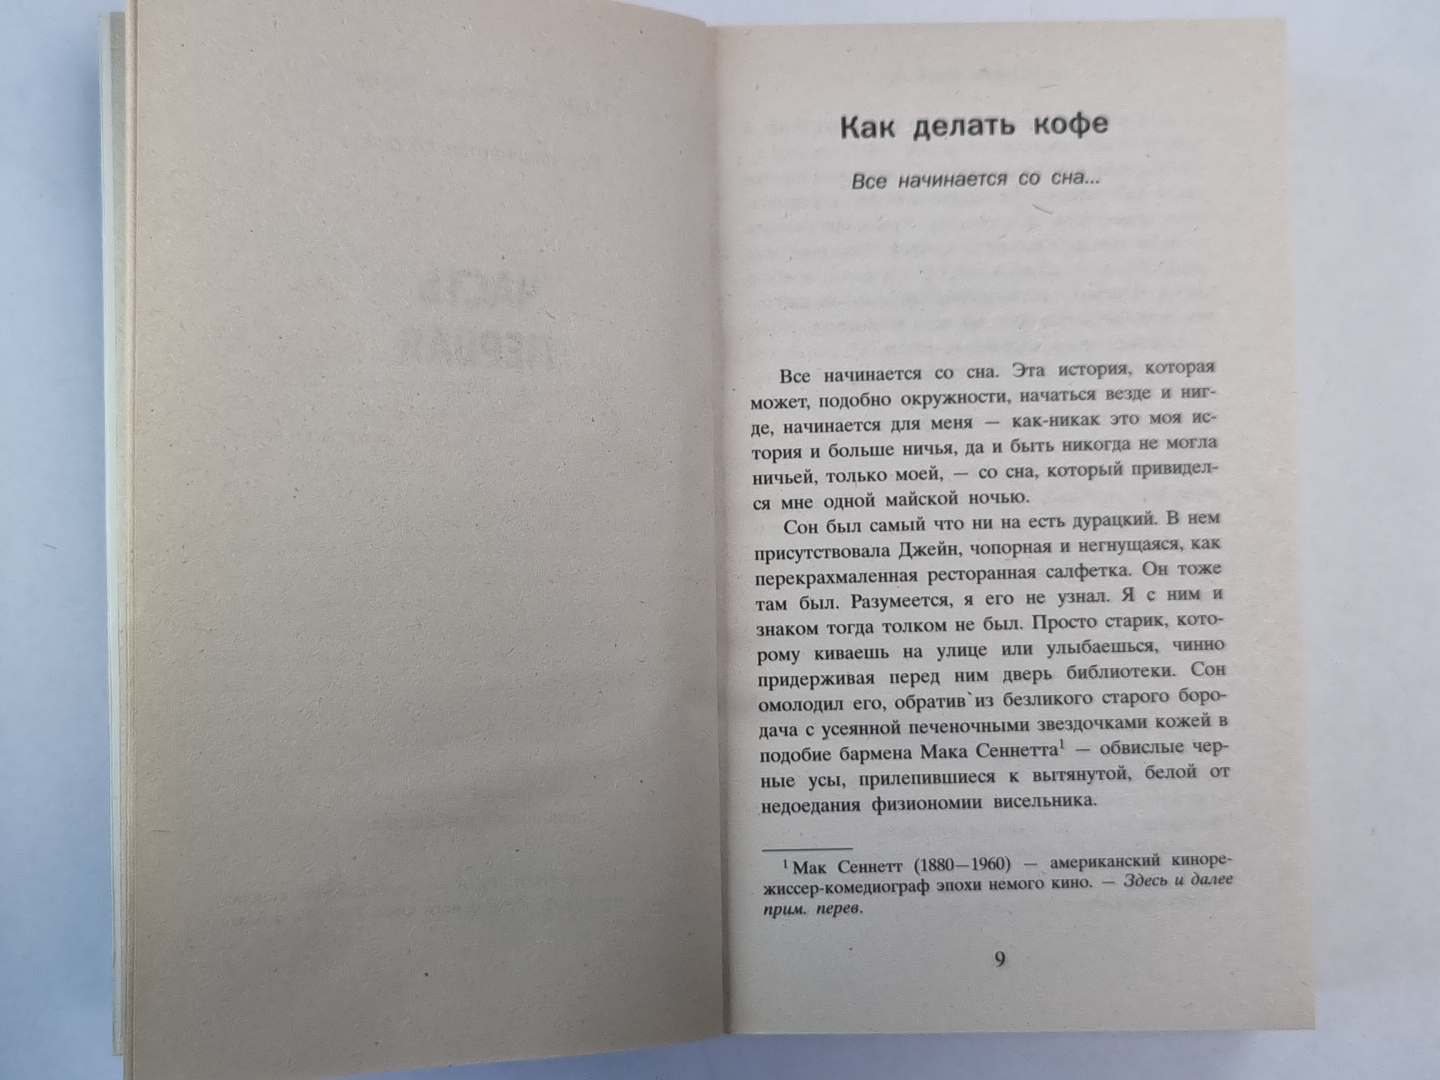 Как делать кофе
Все начинается со сна...
Все начинается со сна. Эта история, которая
может, подобно окружности, начаться везде и ниг-
де, начинается для меня — как-никак это моя ис-
тория и больше ничья, да и быть никогда не могла
ничьей, только моей, — со сна, который привидел-
ся мне одной майской ночью.
Сон был самый что ни на есть дурацкий. В нем
присутствовала Джейн, чопорная и негнущаяся, как
перекрахмаленная ресторанная салфетка. Он тоже
там был. Разумеется, я его не узнал. Я с ним и
знаком тогда толком не был. Просто старик, кото-
рому киваешь на улице или улыбаешься, чинно
придерживая перед ним дверь библиотеки. Сон
омолодил его, обратив из безликого старого боро-
дача с усеянной печеночными звездочками кожей в
подобие бармена Мака Сеннетта¹ — обвислые чер-
ные усы, прилепившиеся к вытянутой, белой от
недоедания физиономии висельника.
¹ Мак Сеннетт (1880—1960) — американский киноре-
жиссер-комедиограф эпохи немого кино. — Здесь и далее
прим. перев.
9